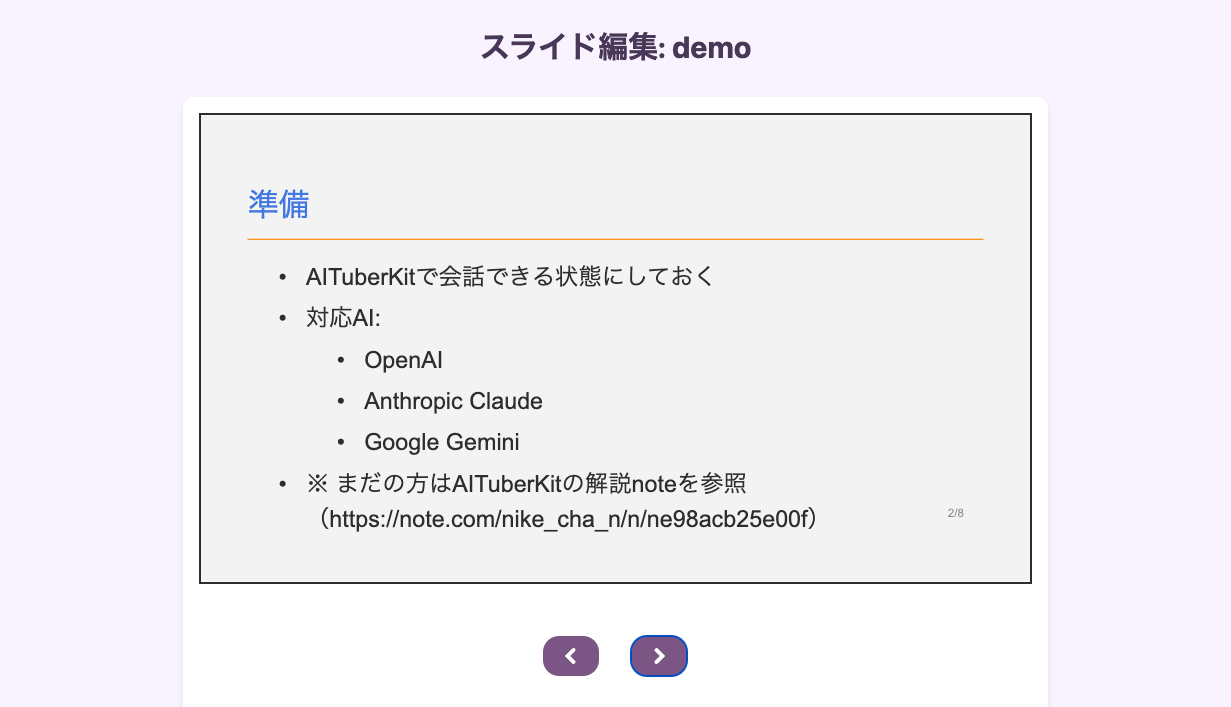 スライド編集: demo
準備
• AITuberKitで会話できる状態にしておく
• 対応AI:
• OpenAI
• Anthropic Claude
• Google Gemini
• ※ まだの方はAITuberKitの解説noteを参照
（https://note.com/nike_cha_n/n/ne98acb25e00f）
2/8